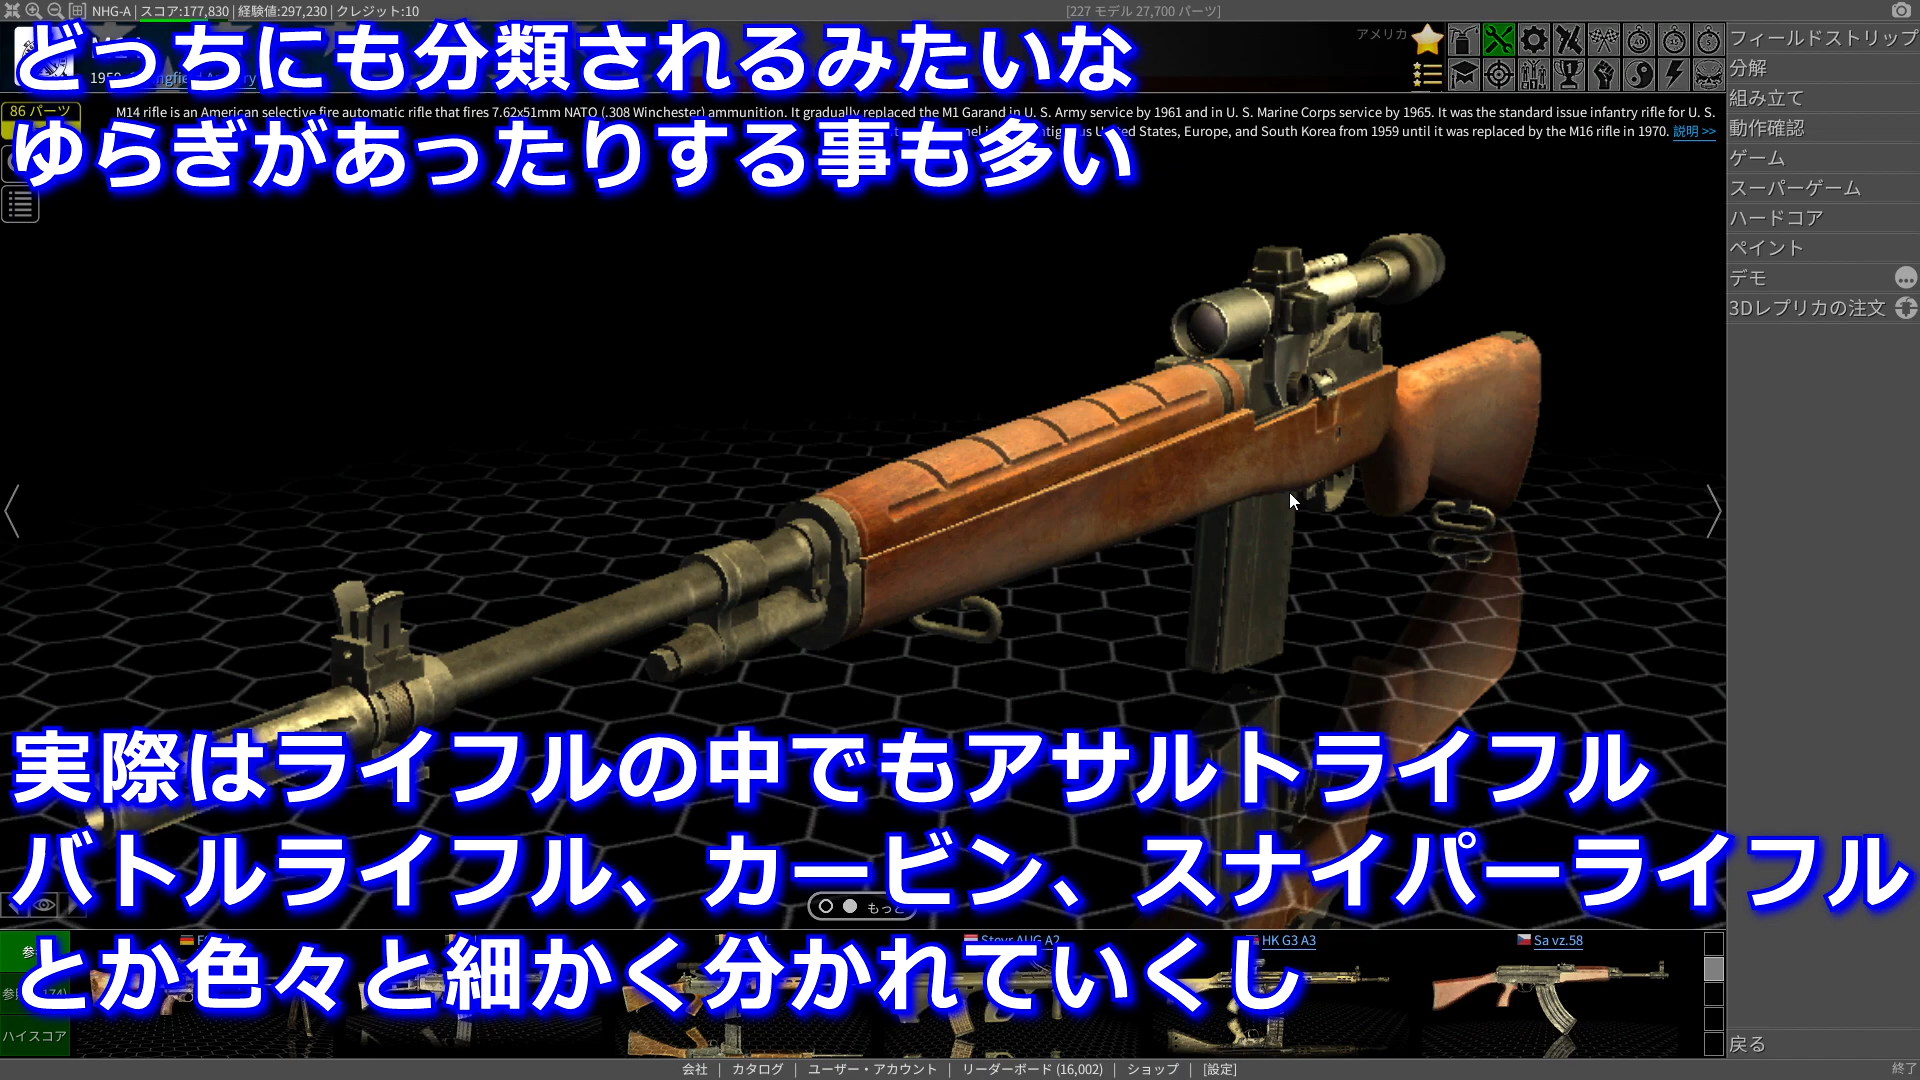 NHG-A | スコア:177,830 | 経験値:297,230 | クレジット:10
[227 モデル 27,700 パーツ]
どっちにも分類されるみたいな
ゆらぎがあったりする事も多い
アメリカ
86 パーツ
M14 rifle is an American selective fire automatic rifle that fires 7.62x51mm NATO (.308 Winchester) ammunition. It gradually replaced the M1 Garand in U. S. Army service by 1961 and in U. S. Marine Corps service by 1965. It was the standard issue infantry rifle for U. S.
States, Europe, and South Korea from 1959 until it was replaced by the M16 rifle in 1970. 説明 >>
フィールドストリップ
分解
組み立て
動作確認
ゲーム
スーパーゲーム
ハードコア
ペイント
デモ
3Dレプリカの注文
実際はライフルの中でもアサルトライフル
バトルライフル、カービン、スナイパーライフル
とか色々と細かく分かれていくし
もっと
Steyr AUG A2
HK G3 A3
Sa vz.58
ハイスコア
戻る
会社 | カタログ | ユーザー・アカウント | リーダーボード (16,002) | ショップ | [設定]
終了